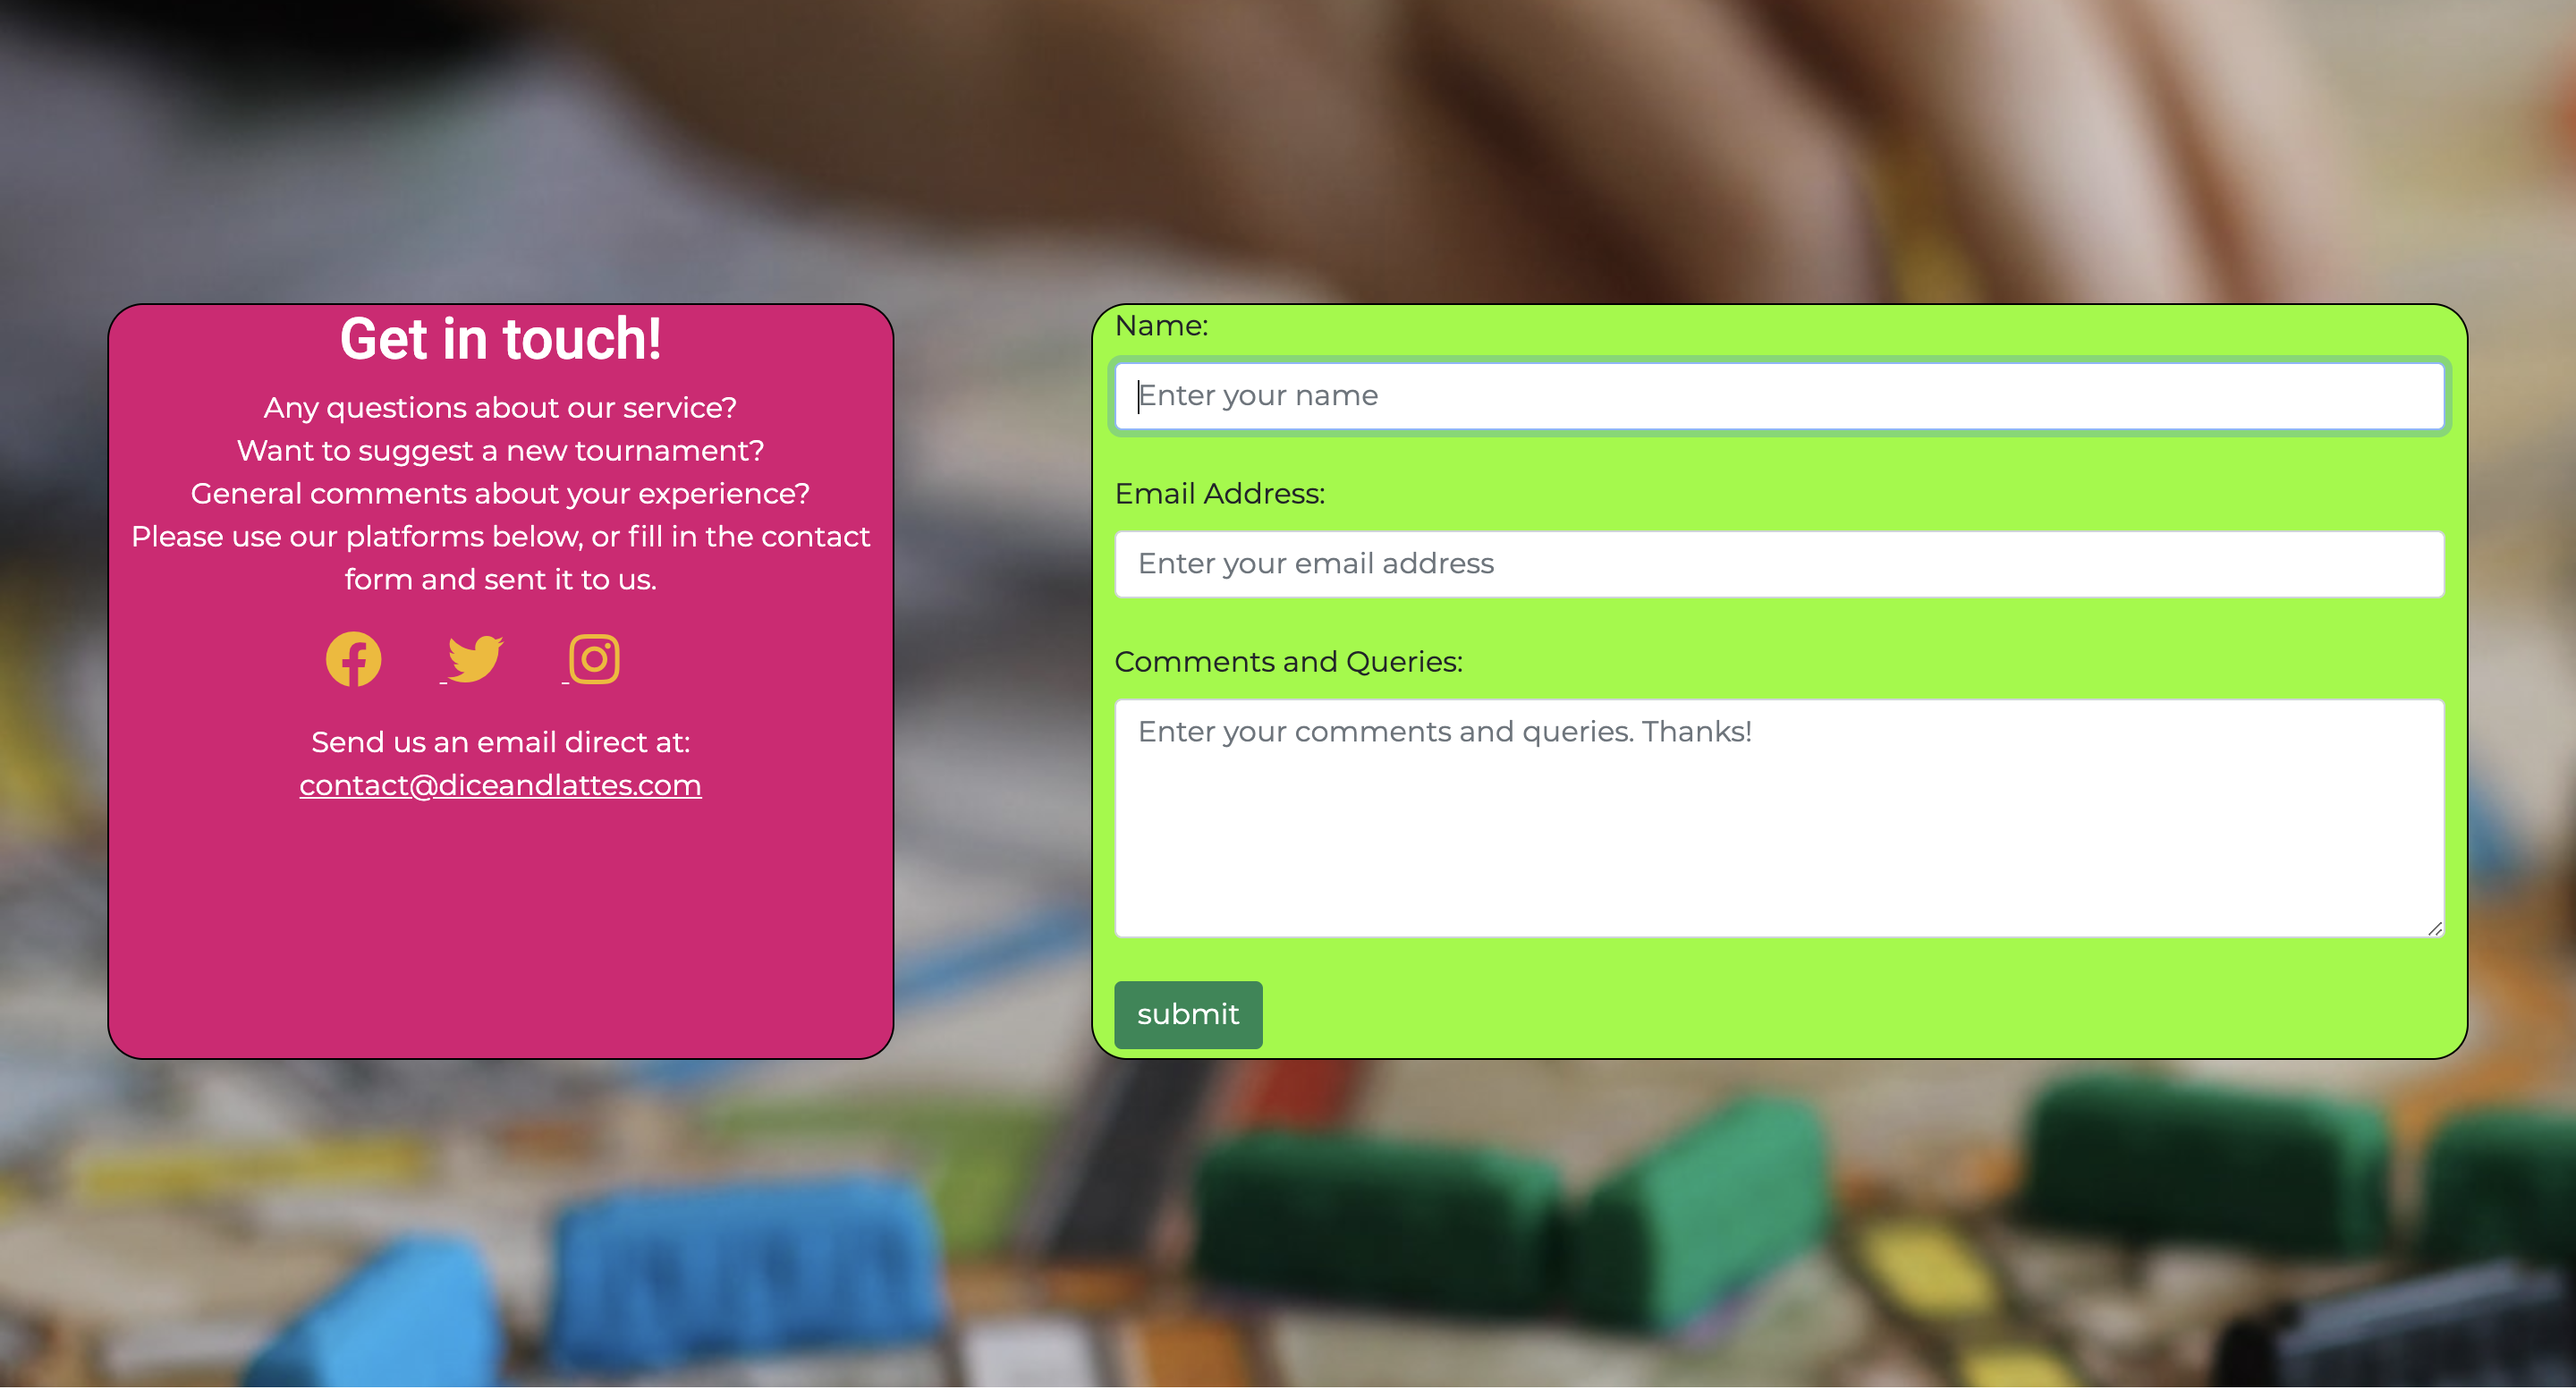 Get in touch!
Any questions about our service?
Want to suggest a new tournament?
General comments about your experience?
Please use our platforms below, or fill in the contact
form and sent it to us.
Send us an email direct at:
contact@diceandlattes.com
Name:
Enter your name
Email Address:
Enter your email address
Comments and Queries:
Enter your comments and queries. Thanks!
submit